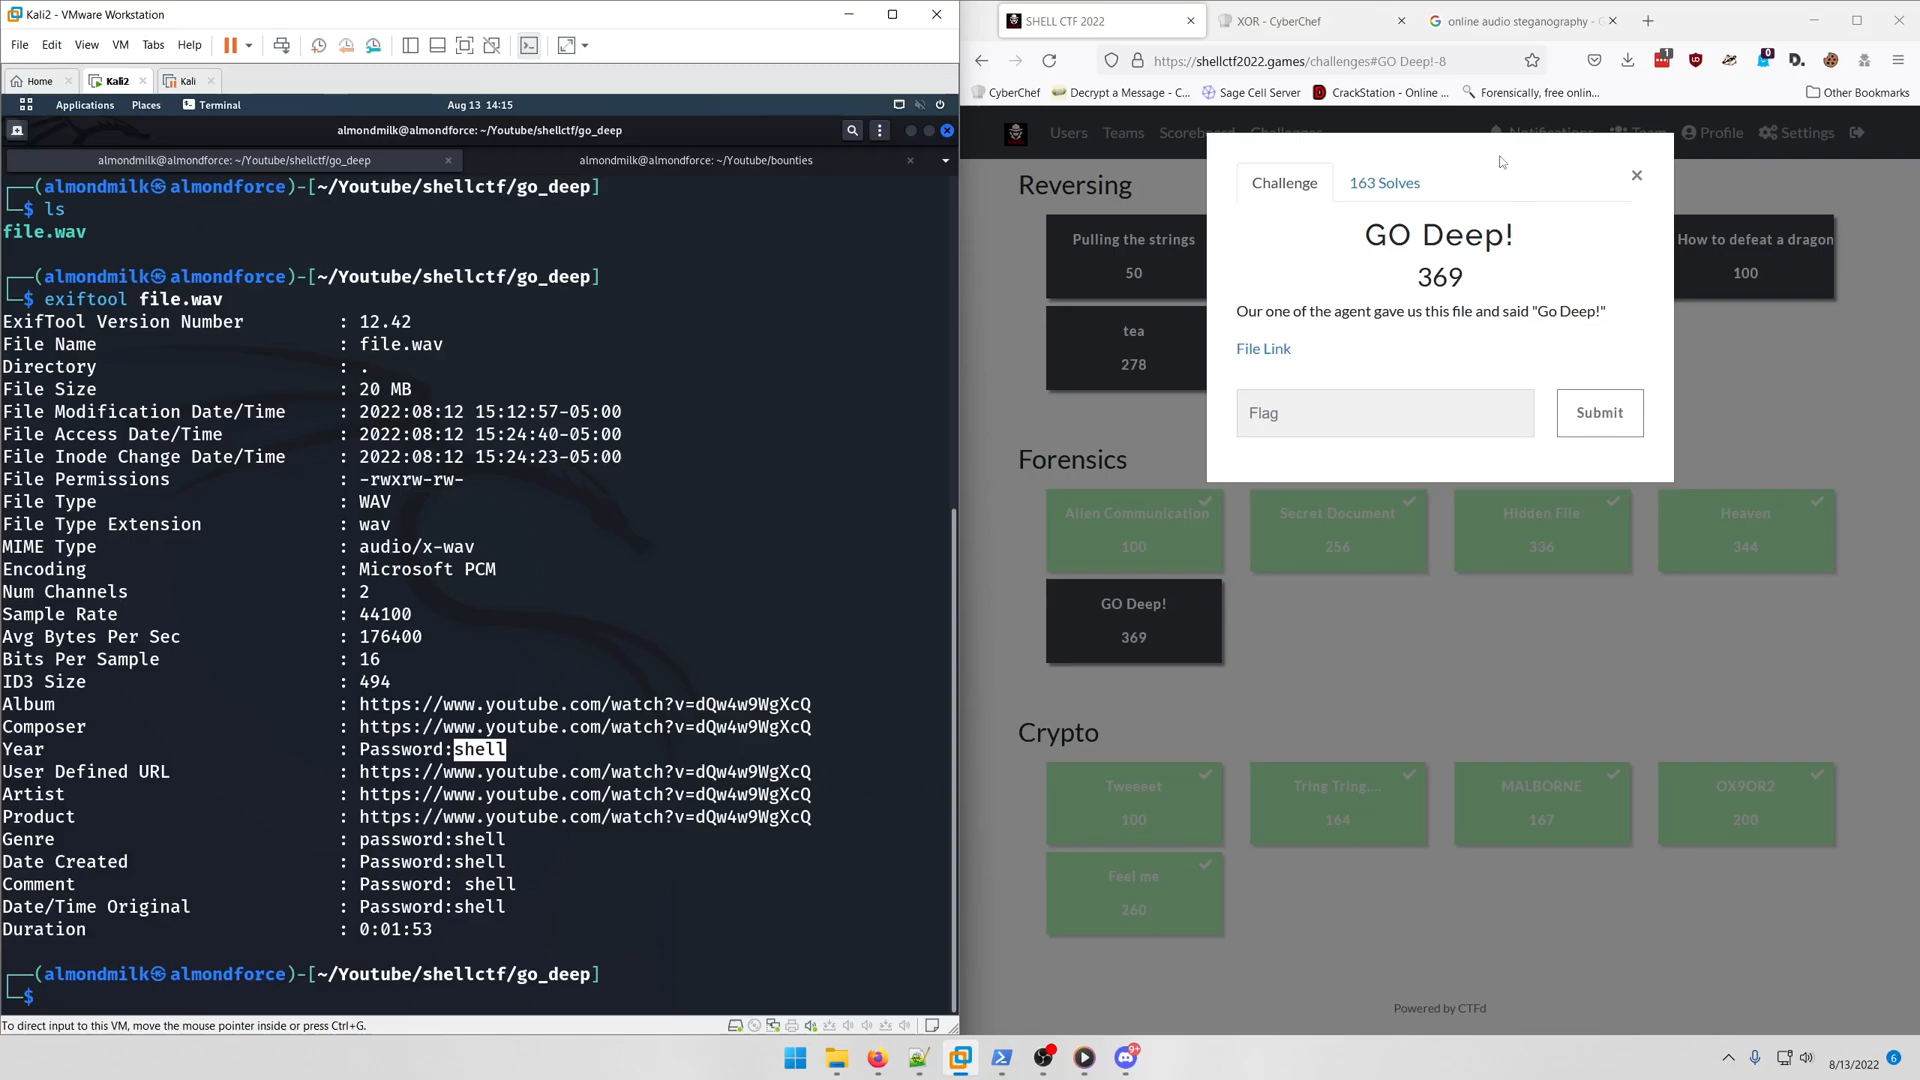 Kali2 - VMware Workstation
File Edit View VM Tabs Help
Home Kali2 Kali
Applications Places Terminal Aug 13 14:15
almondmilk@almondforce: ~/Youtube/shellctf/go_deep
almondmilk@almondforce: ~/Youtube/shellctf/go_deep almondmilk@almondforce: ~/Youtube/bounties
┌──(almondmilk㉿almondforce)-[~/Youtube/shellctf/go_deep]
└─$ ls
file.wav
┌──(almondmilk㉿almondforce)-[~/Youtube/shellctf/go_deep]
└─$ exiftool file.wav
ExifTool Version Number : 12.42
File Name : file.wav
Directory : .
File Size : 20 MB
File Modification Date/Time : 2022:08:12 15:12:57-05:00
File Access Date/Time : 2022:08:12 15:24:40-05:00
File Inode Change Date/Time : 2022:08:12 15:24:23-05:00
File Permissions : -rwxrw-rw-
File Type : WAV
File Type Extension : wav
MIME Type : audio/x-wav
Encoding : Microsoft PCM
Num Channels : 2
Sample Rate : 44100
Avg Bytes Per Sec : 176400
Bits Per Sample : 16
ID3 Size : 494
Album : https://www.youtube.com/watch?v=dQw4w9WgXcQ
Composer : https://www.youtube.com/watch?v=dQw4w9WgXcQ
Year : Password:shell
User Defined URL : https://www.youtube.com/watch?v=dQw4w9WgXcQ
Artist : https://www.youtube.com/watch?v=dQw4w9WgXcQ
Product : https://www.youtube.com/watch?v=dQw4w9WgXcQ
Genre : password:shell
Date Created : Password:shell
Comment : Password: shell
Date/Time Original : Password:shell
Duration : 0:01:53
┌──(almondmilk㉿almondforce)-[~/Youtube/shellctf/go_deep]
└─$
To direct input to this VM, move the mouse pointer inside or press Ctrl+G.
SHELL CTF 2022 XOR - CyberChef online audio steganography - G
https://shellctf2022.games/challenges#GO Deep!-8
1 0 D.
CyberChef Decrypt a Message - C... Sage Cell Server CrackStation - Online ... Forensically, free onlin... Other Bookmarks
Users Teams Scoreboard Challenges Notifications Team Profile Settings
Challenge 163 Solves
GO Deep!
369
Our one of the agent gave us this file and said "Go Deep!"
File Link
Flag Submit
Reversing
Pulling the strings
50
How to defeat a dragon
100
tea
278
Forensics
Alien Communication
100
Secret Document
256
Hidden File
336
Heaven
344
GO Deep!
369
Crypto
Tweeeet
100
Tring Tring....
164
MALBORNE
167
OX9OR2
200
Feel me
260
Powered by CTFd
9+
8/13/2022 6